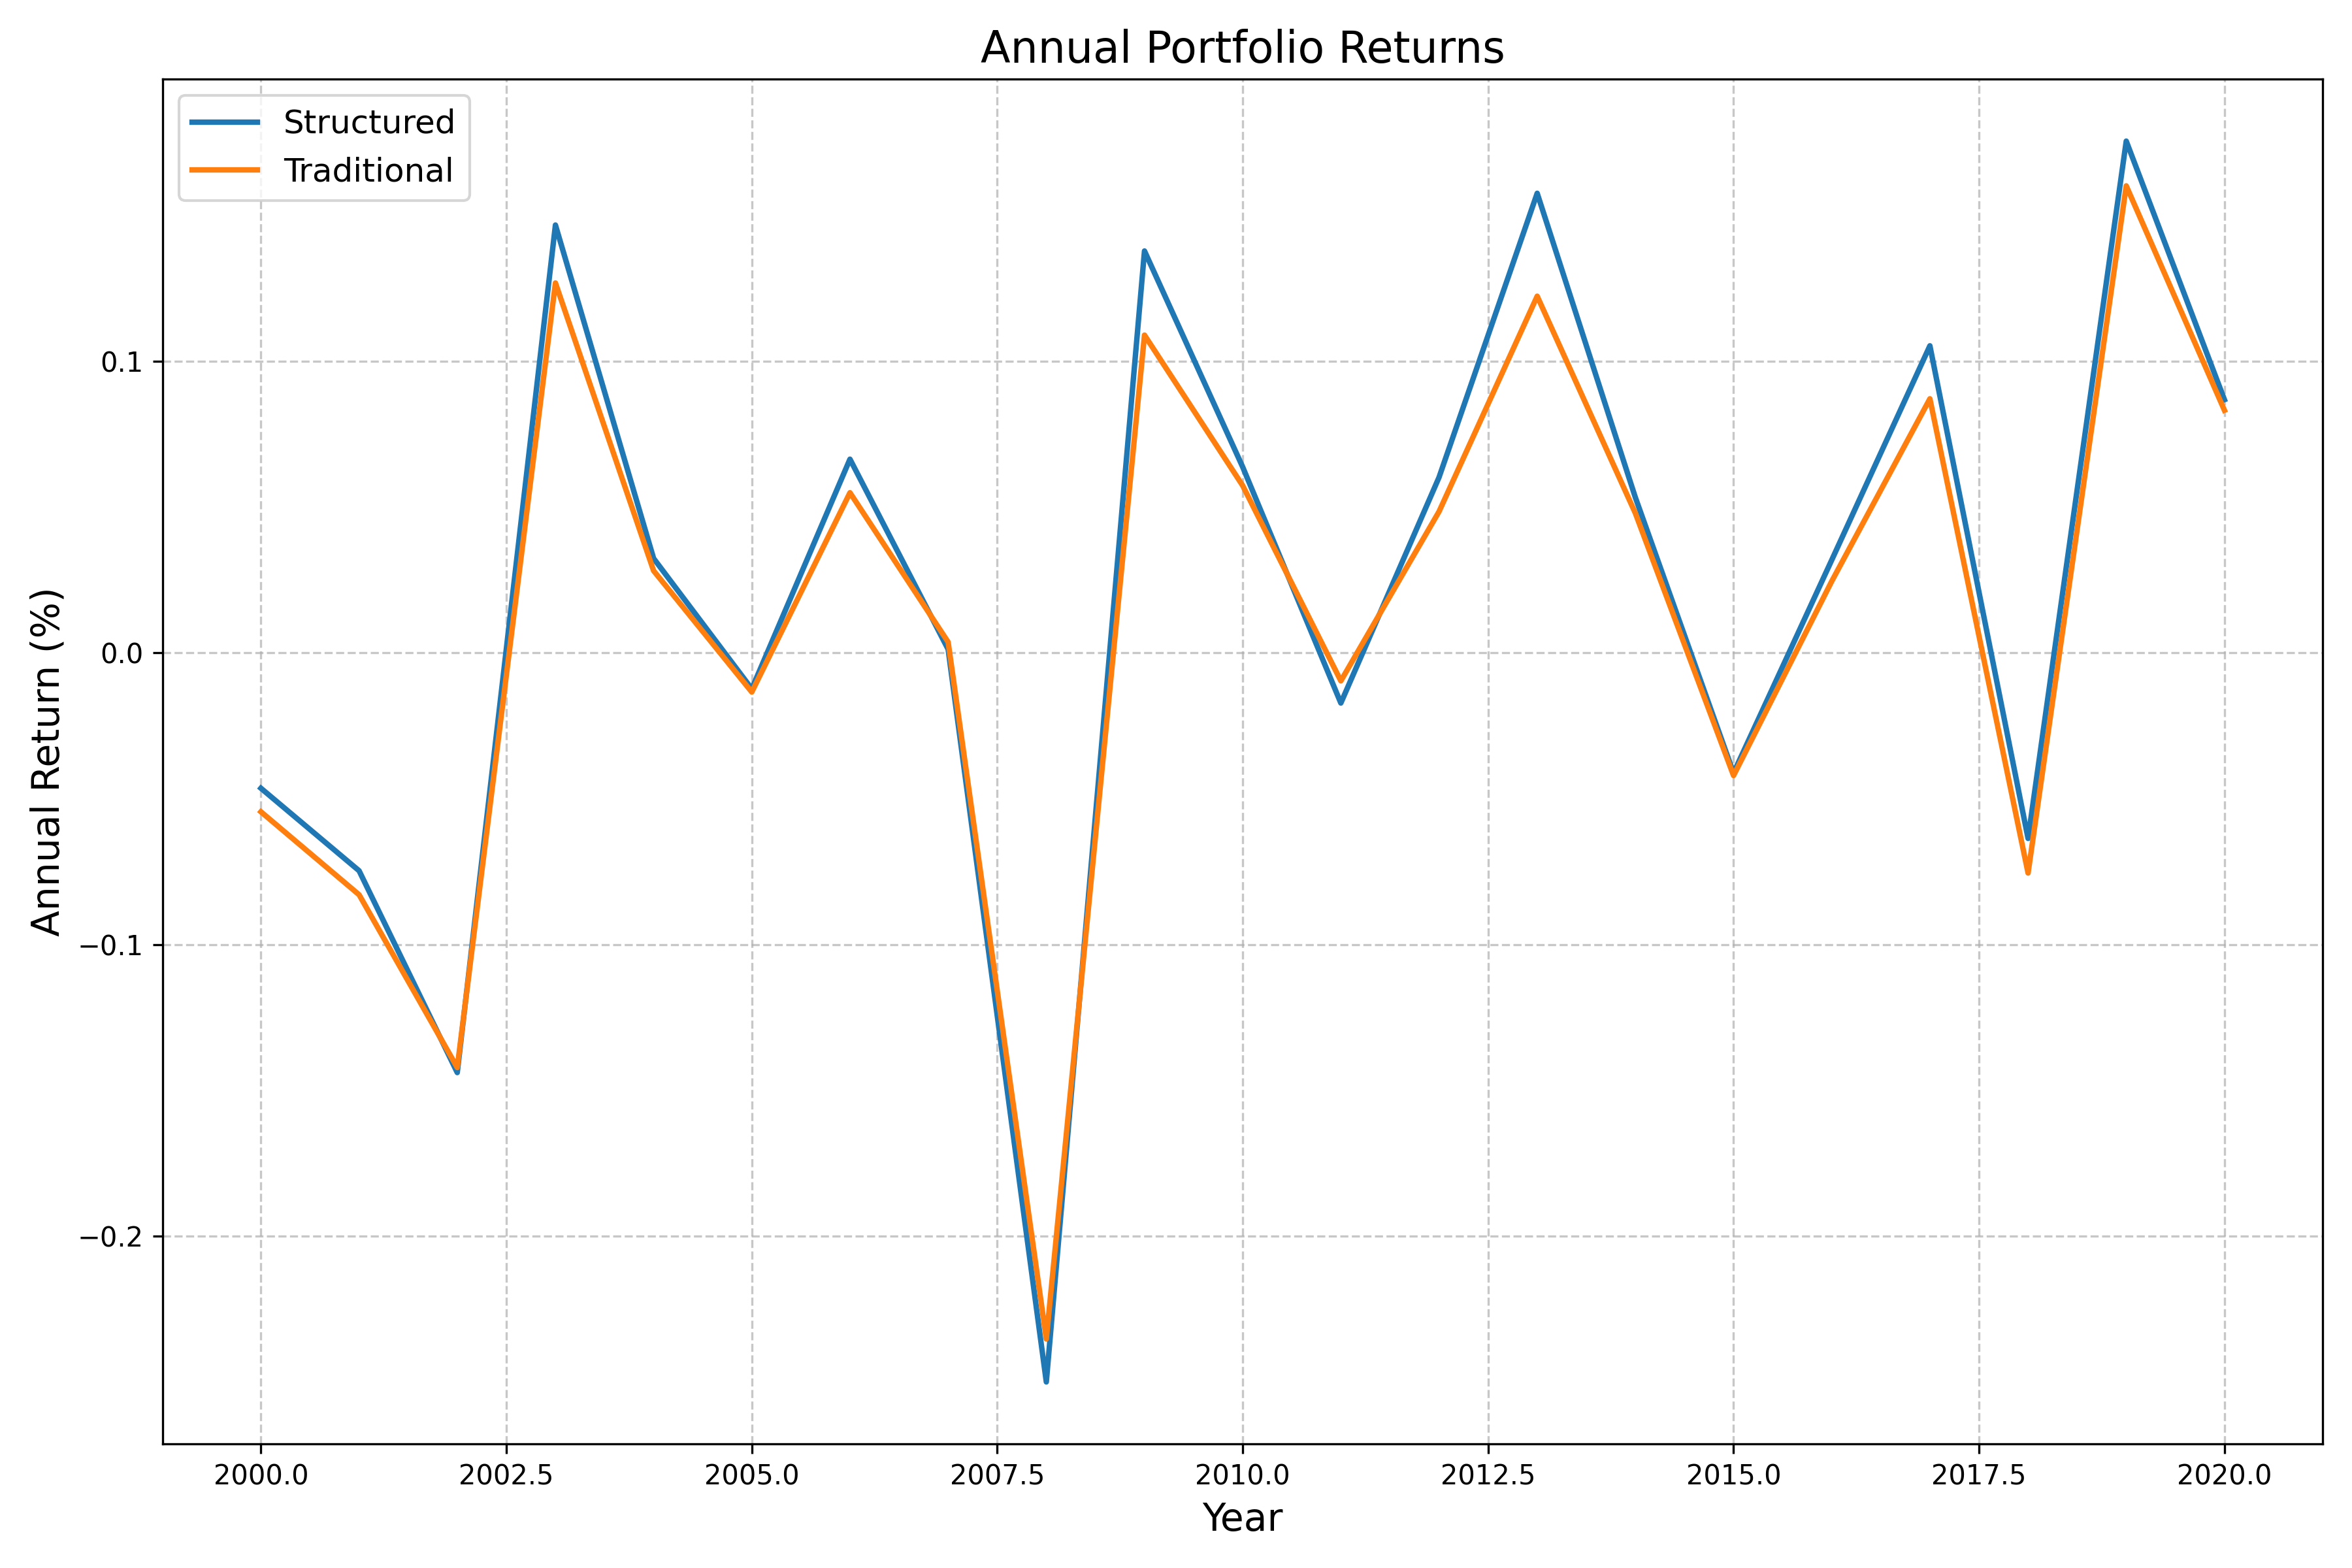 Annual Portfolio Returns
Structured
Traditional
Annual Return (%)
0.1
0.0
−0.1
−0.2
2000.0 2002.5 2005.0 2007.5 2010.0 2012.5 2015.0 2017.5 2020.0
Year